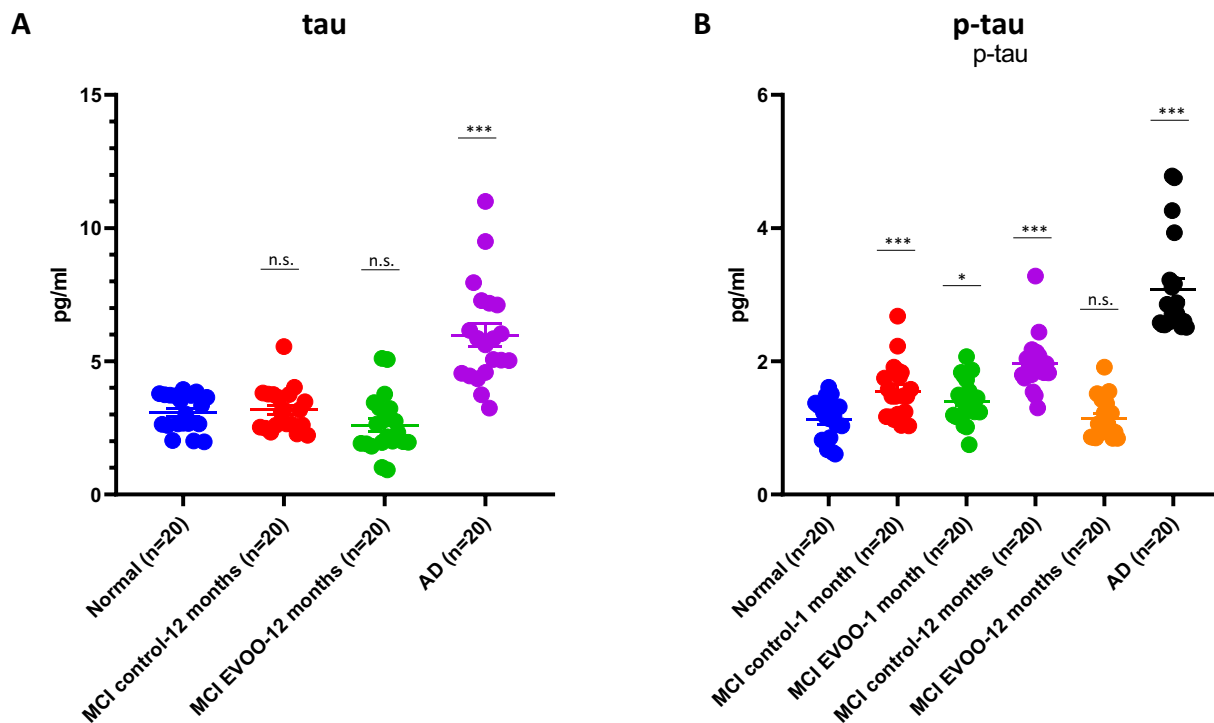 A
tau
15
10
5
0
pg/ml
n.s.
n.s.
***
Normal (n=20)
MCI control-12 months (n=20)
MCI EVOO-12 months (n=20)
AD (n=20)
B
p-tau
p-tau
6
4
2
0
pg/ml
***
*
***
n.s.
***
Normal (n=20)
MCI control-1 month (n=20)
MCI EVOO-1 month (n=20)
MCI control-12 months (n=20)
MCI EVOO-12 months (n=20)
AD (n=20)